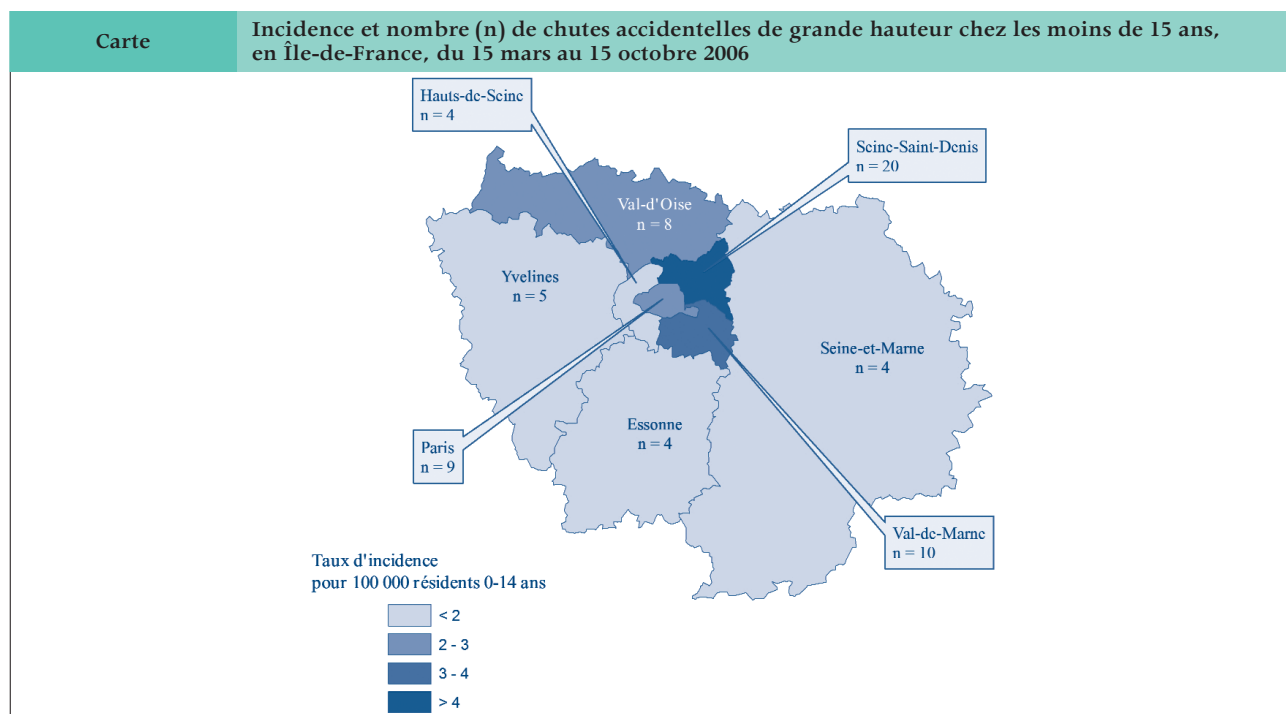 Carte
Incidence et nombre (n) de chutes accidentelles de grande hauteur chez les moins de 15 ans,
en Île-de-France, du 15 mars au 15 octobre 2006
Hauts-de-Seine
n = 4
Seine-Saint-Denis
n = 20
Val-d'Oise
n = 8
Yvelines
n = 5
Seine-et-Marne
n = 4
Essonne
n = 4
Paris
n = 9
Val-de-Marne
n = 10
Taux d'incidence
pour 100 000 résidents 0-14 ans
< 2
2 - 3
3 - 4
> 4